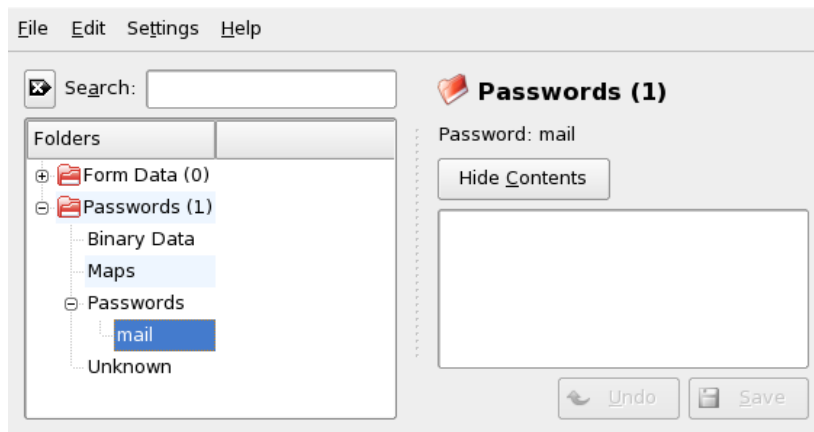 File Edit Settings Help
Search:
Folders
Form Data (0)
Passwords (1)
Binary Data
Maps
Passwords
mail
Unknown
Passwords (1)
Password: mail
Hide Contents
Undo Save